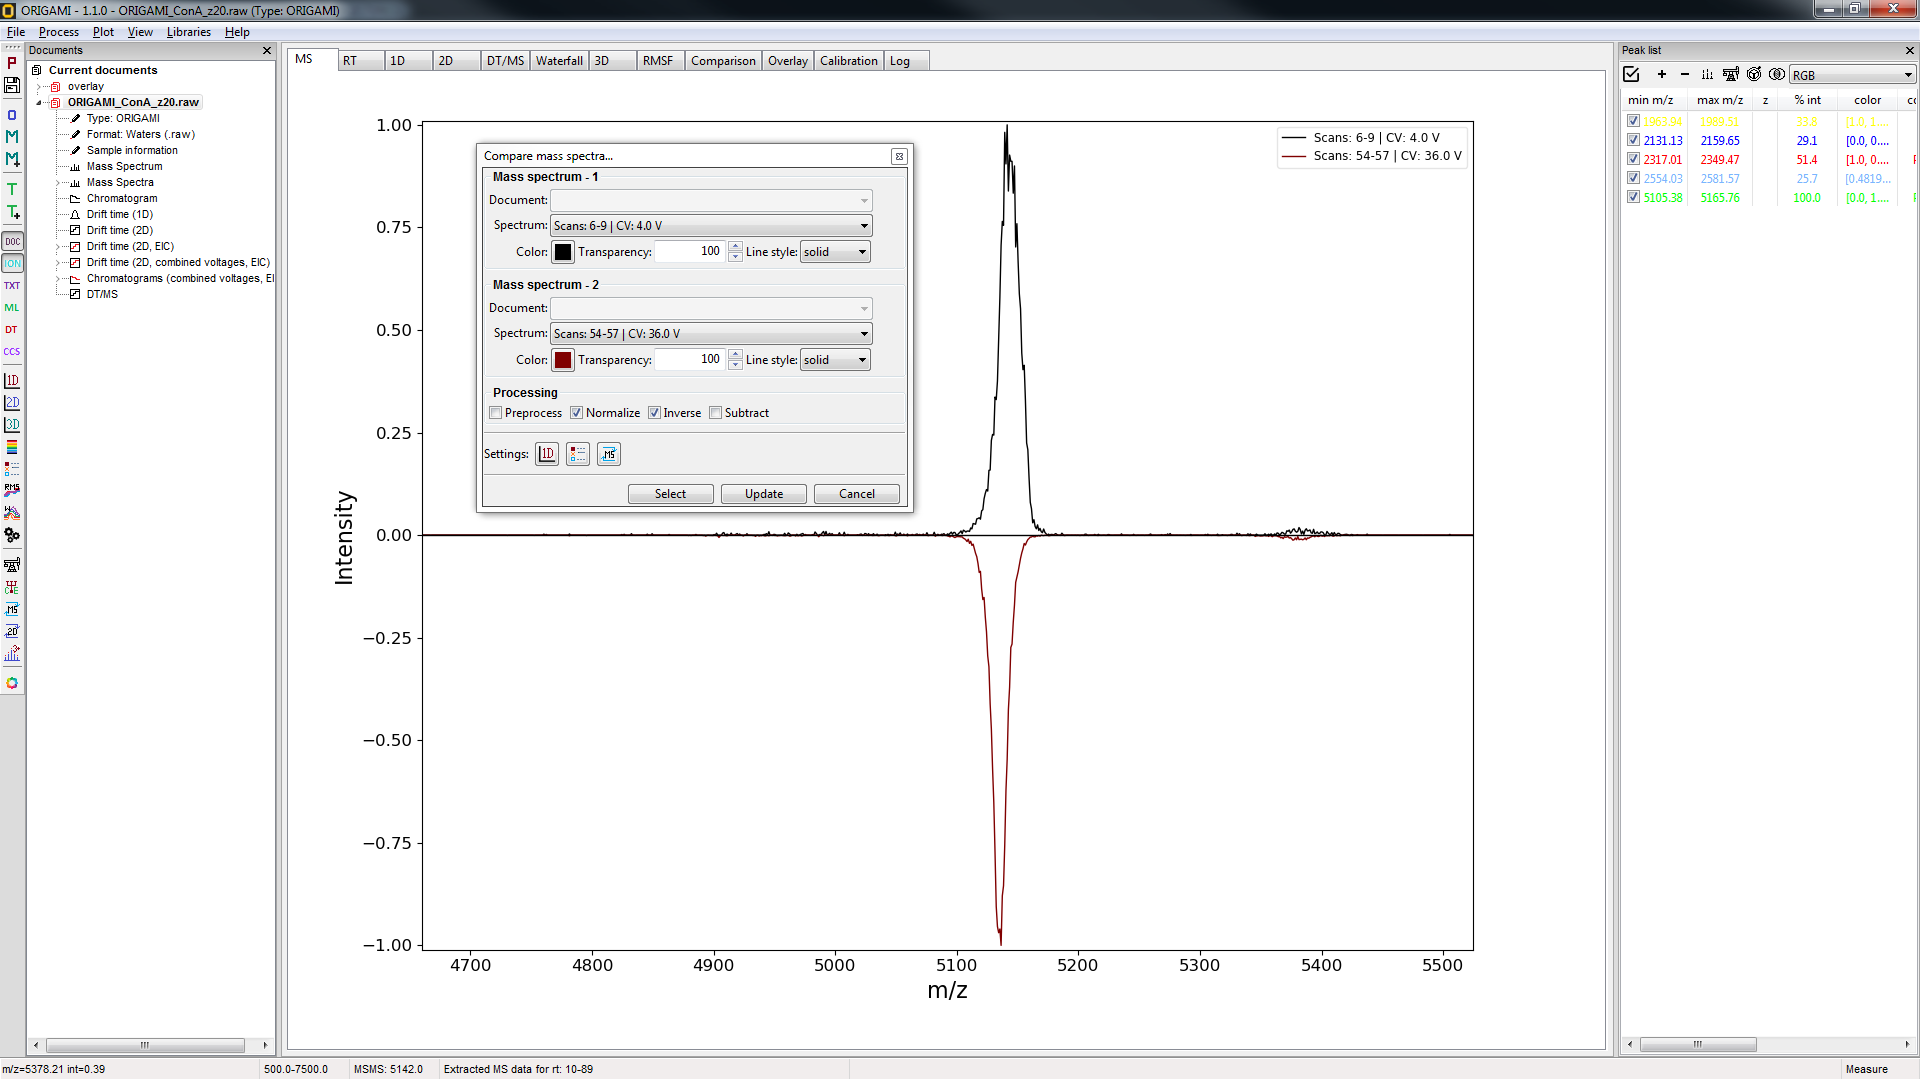 ORIGAMI - 1.1.0 - ORIGAMI_ConA_z20.raw (Type: ORIGAMI)
File Process Plot View Libraries Help
Documents
Current documents
overlay
ORIGAMI_ConA_z20.raw
Type: ORIGAMI
Format: Waters (.raw)
Sample information
Mass Spectrum
Mass Spectra
Chromatogram
Drift time (1D)
Drift time (2D)
Drift time (2D, EIC)
Drift time (2D, combined voltages, EIC)
Chromatograms (combined voltages, EI
DT/MS
P
O
M
M+
T
T+
DOC
ION
TXT
ML
DT
CCS
1D
2D
3D
RMS
MS
2D
MS RT 1D 2D DT/MS Waterfall 3D RMSF Comparison Overlay Calibration Log
Compare mass spectra...
Mass spectrum - 1
Document:
Spectrum: Scans: 6-9 | CV: 4.0 V
Color: Transparency: 100 Line style: solid
Mass spectrum - 2
Document:
Spectrum: Scans: 54-57 | CV: 36.0 V
Color: Transparency: 100 Line style: solid
Processing
Preprocess Normalize Inverse Subtract
Settings: 1D MS
Select Update Cancel
Scans: 6-9 | CV: 4.0 V
Scans: 54-57 | CV: 36.0 V
Intensity
1.00
0.75
0.50
0.25
0.00
−0.25
−0.50
−0.75
−1.00
4700 4800 4900 5000 5100 5200 5300 5400 5500
m/z
Peak list
RGB
min m/z max m/z z % int color
1963.94 1989.51 33.6 [1.0, 1....
2131.13 2159.65 29.1 [0.0, 0....
2317.01 2349.47 51.4 [1.0, 0....
2554.03 2581.57 25.7 [0.4819...
5105.38 5165.76 100.0 [0.0, 1....
m/z=5378.21 int=0.39 500.0-7500.0 MSMS: 5142.0 Extracted MS data for rt: 10-89 Measure